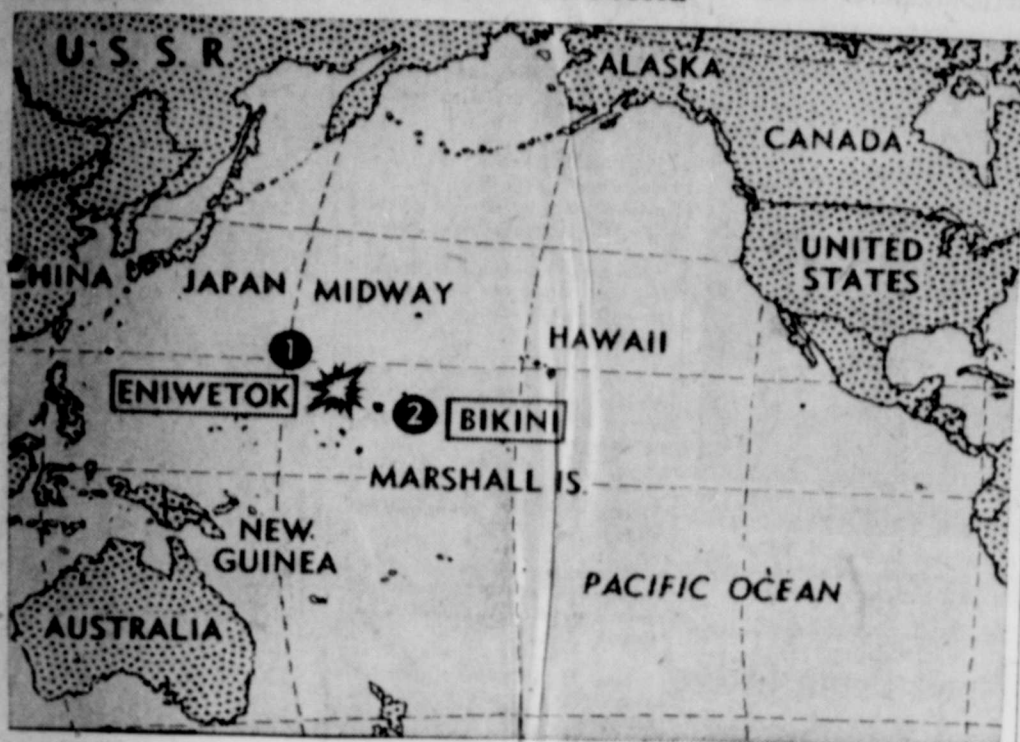 U. S. S. R
ALASKA
CANADA
UNITED
STATES
CHINA
JAPAN
MIDWAY
HAWAII
1
ENIWETOK
2
BIKINI
MARSHALL IS.
NEW
GUINEA
PACIFIC OCEAN
AUSTRALIA